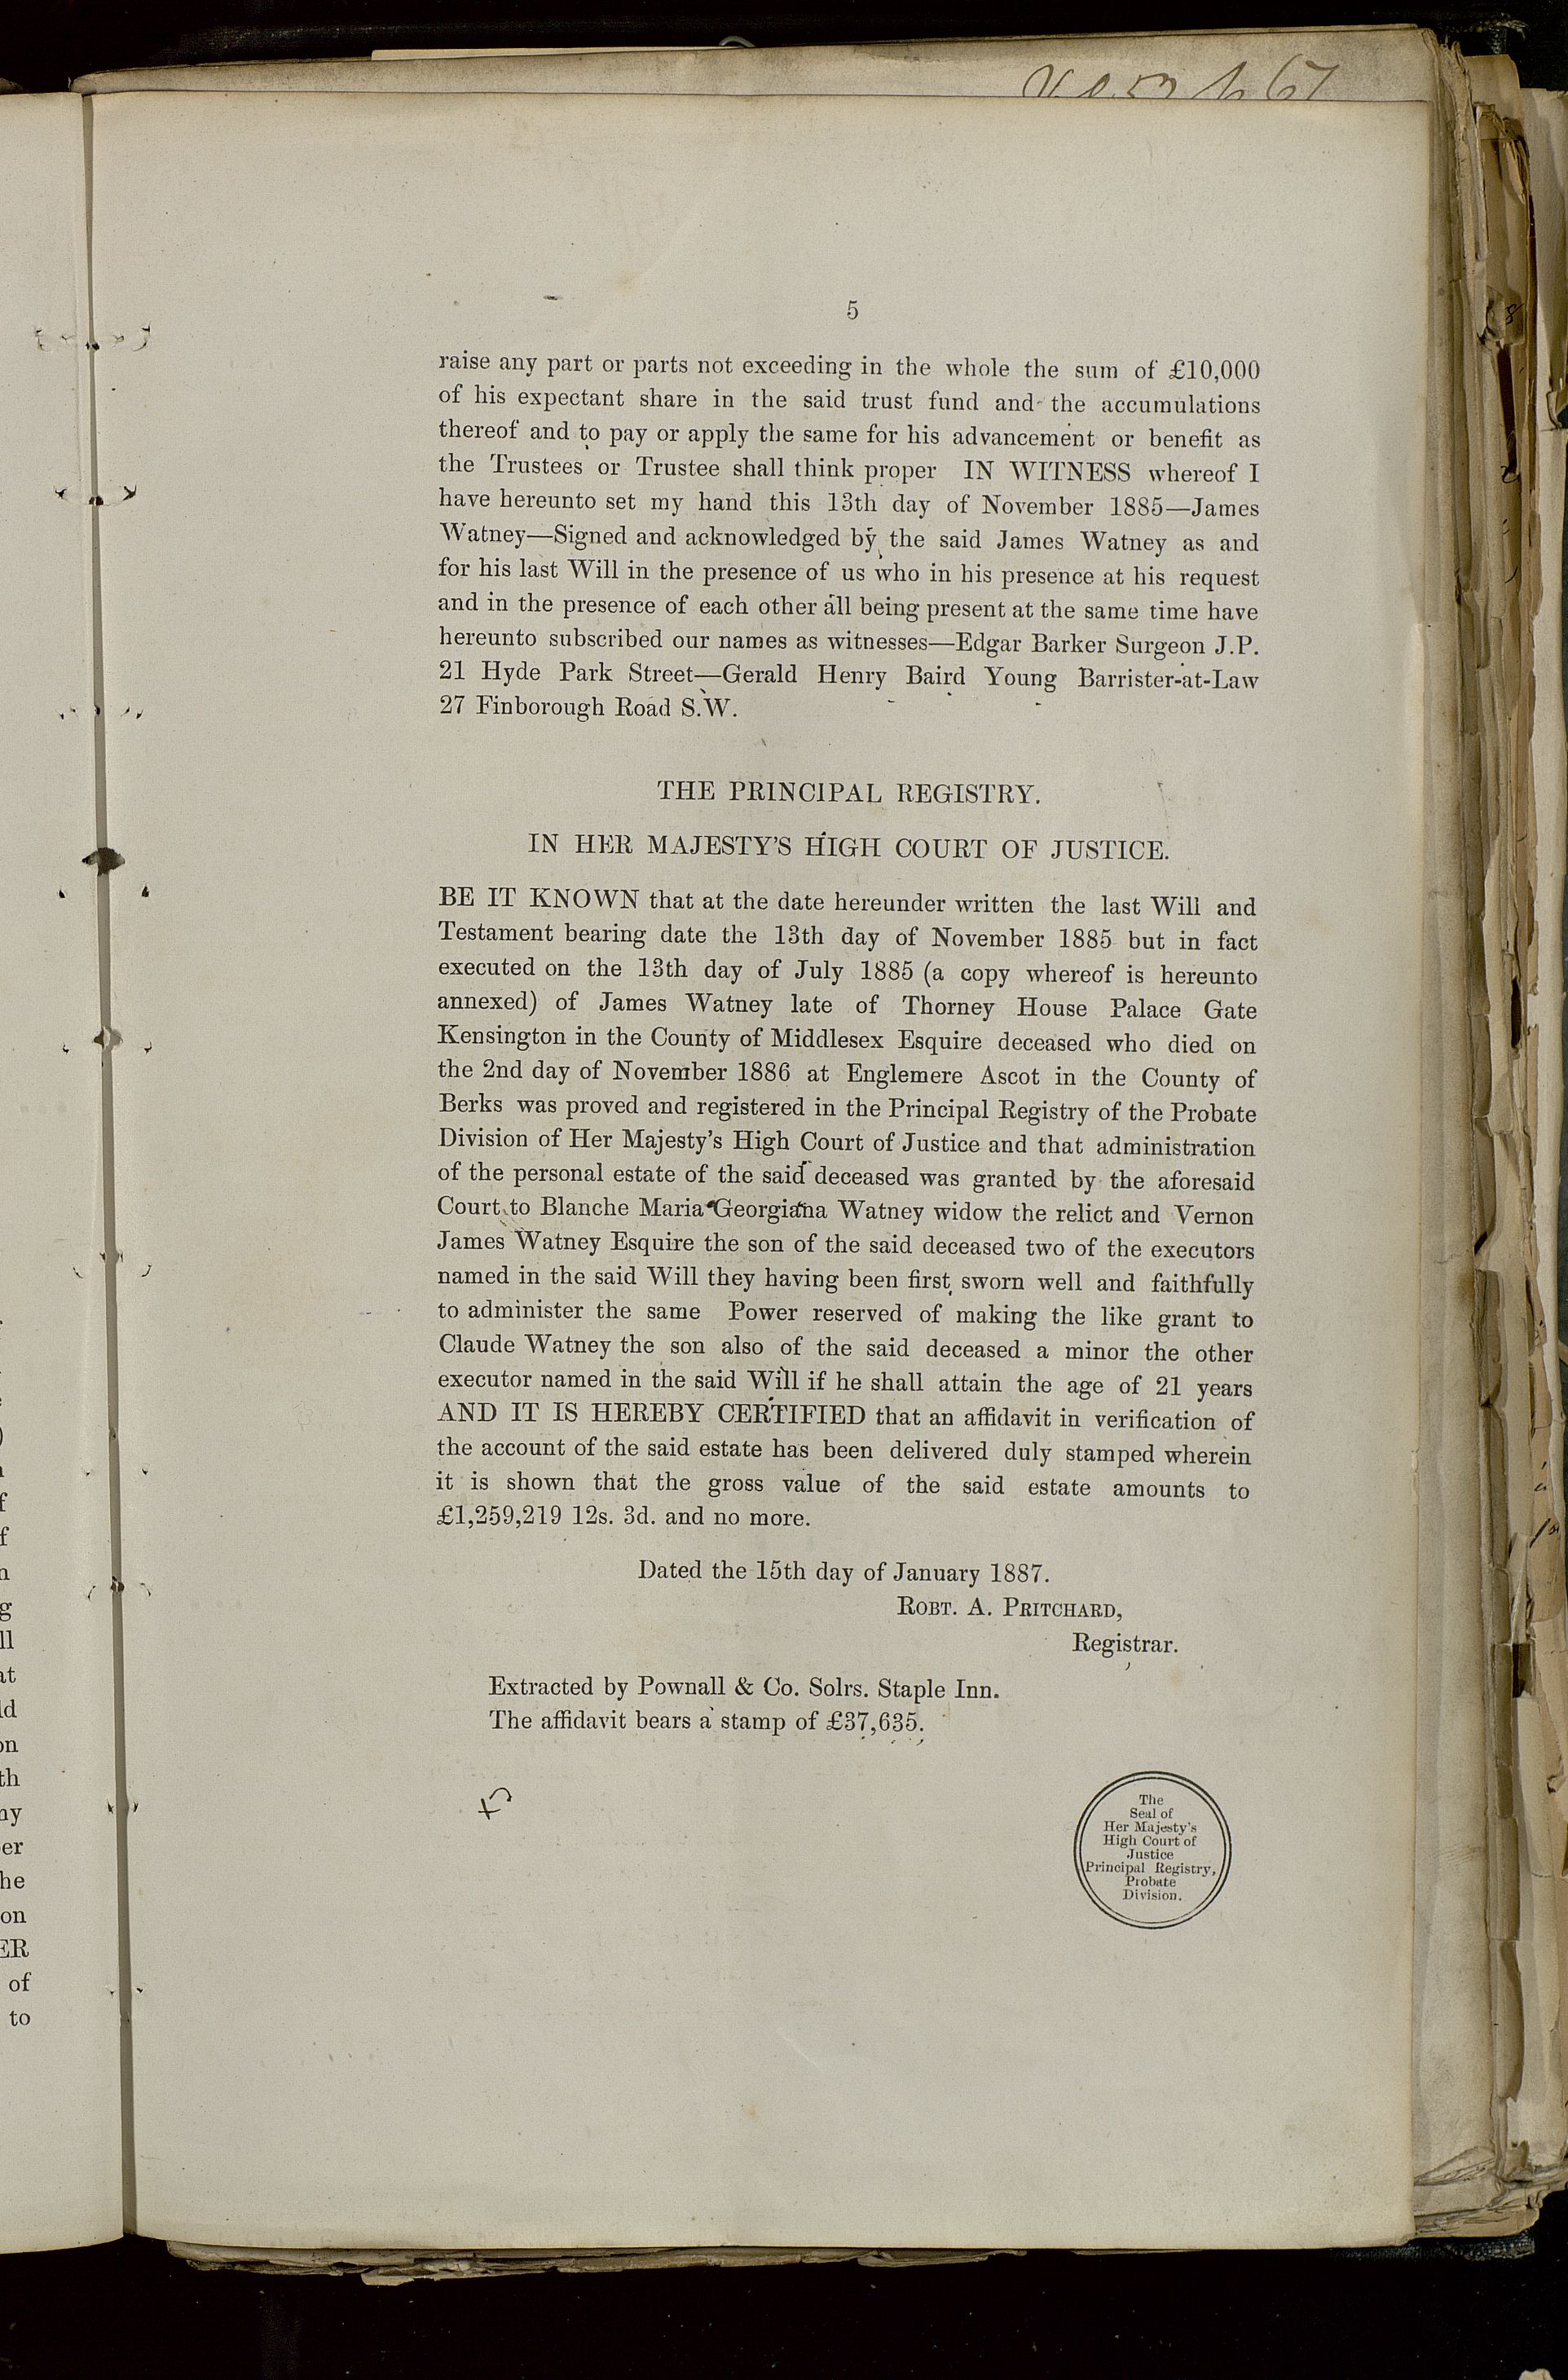 5
raise any part or parts not exceeding in the whole the sum of £10,000
of his expectant share in the said trust fund and the accumulations
thereof and to pay or apply the same for his advancement or benefit as
the Trustees or Trustee shall think proper IN WITNESS whereof I
have hereunto set my hand this 13th day of November 1885—James
Watney—Signed and acknowledged by the said James Watney as and
for his last Will in the presence of us who in his presence at his request
and in the presence of each other all being present at the same time have
hereunto subscribed our names as witnesses—Edgar Barker Surgeon J.P.
21 Hyde Park Street—Gerald Henry Baird Young Barrister-at-Law
27 Finborough Road S.W.
THE PRINCIPAL REGISTRY.
IN HER MAJESTY'S HIGH COURT OF JUSTICE.
BE IT KNOWN that at the date hereunder written the last Will and
Testament bearing date the 13th day of November 1885 but in fact
executed on the 13th day of July 1885 (a copy whereof is hereunto
annexed) of James Watney late of Thorney House Palace Gate
Kensington in the County of Middlesex Esquire deceased who died on
the 2nd day of November 1886 at Englemere Ascot in the County of
Berks was proved and registered in the Principal Registry of the Probate
Division of Her Majesty's High Court of Justice and that administration
of the personal estate of the said deceased was granted by the aforesaid
Court to Blanche Maria Georgiana Watney widow the relict and Vernon
James Watney Esquire the son of the said deceased two of the executors
named in the said Will they having been first sworn well and faithfully
to administer the same Power reserved of making the like grant to
Claude Watney the son also of the said deceased a minor the other
executor named in the said Will if he shall attain the age of 21 years
AND IT IS HEREBY CERTIFIED that an affidavit in verification of
the account of the said estate has been delivered duly stamped wherein
it is shown that the gross value of the said estate amounts to
£1,259,219 12s. 3d. and no more.
Dated the 15th day of January 1887.
ROBT. A. PRITCHARD,
Registrar.
Extracted by Pownall & Co. Solrs. Staple Inn.
The affidavit bears a stamp of £37,635.
The
Seal of
Her Majesty's
High Court of
Justice
Principal Registry,
Probate
Division.